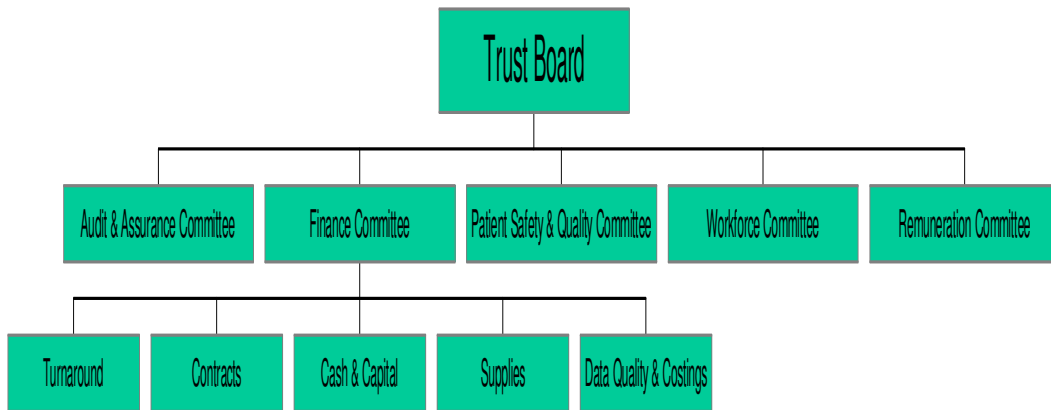 Trust Board
Audit & Assurance Committee
Finance Committee
Patient Safety & Quality Committee
Workforce Committee
Remuneration Committee
Turnaround
Contracts
Cash & Capital
Supplies
Data Quality & Costings